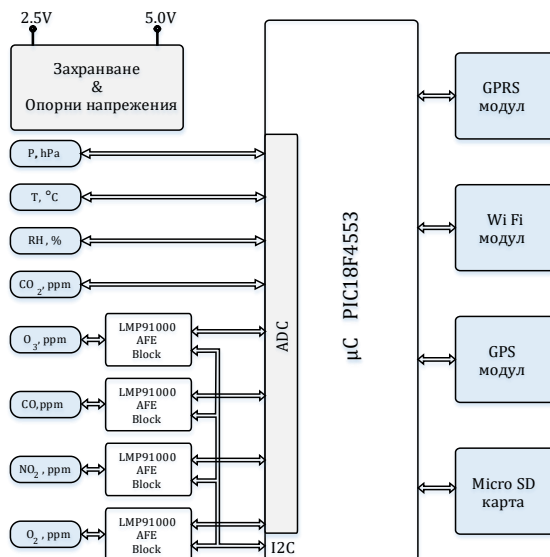 2.5V 5.0V
Захранване
&
Опорни напрежения
P, hPa
T, °C
RH, %
CO2, ppm
O3, ppm
LMP91000
AFE
Block
CO,ppm
LMP91000
AFE
Block
NO2, ppm
LMP91000
AFE
Block
O2, ppm
LMP91000
AFE
Block
ADC
I2C
μC PIC18F4553
GPRS
модул
Wi Fi
модул
GPS
модул
Micro SD
карта